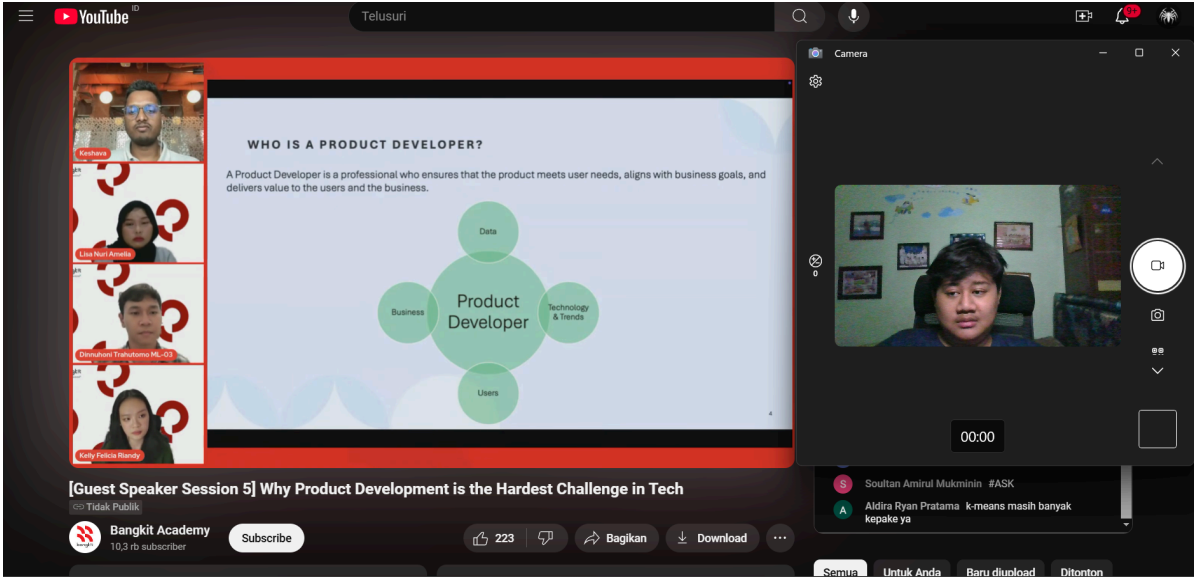 YouTube ID
Telusuri
9+
Camera
Keshava
Lisa Nuri Amelia
Dinnuhoni Trahutomo ML-03
Kelly Felicia Riandy
WHO IS A PRODUCT DEVELOPER?
A Product Developer is a professional who ensures that the product meets user needs, aligns with business goals, and
delivers value to the users and the business.
Data
Business
Product
Developer
Technology
& Trends
Users
4
0
00:00
[Guest Speaker Session 5] Why Product Development is the Hardest Challenge in Tech
Tidak Publik
Bangkit Academy
10,3 rb subscriber
Subscribe
223
Bagikan
Download
S
Soultan Amirul Mukminin #ASK
A
Aldira Ryan Pratama k-means masih banyak
kepake ya
Semua
Untuk Anda
Baru diupload
Ditonton